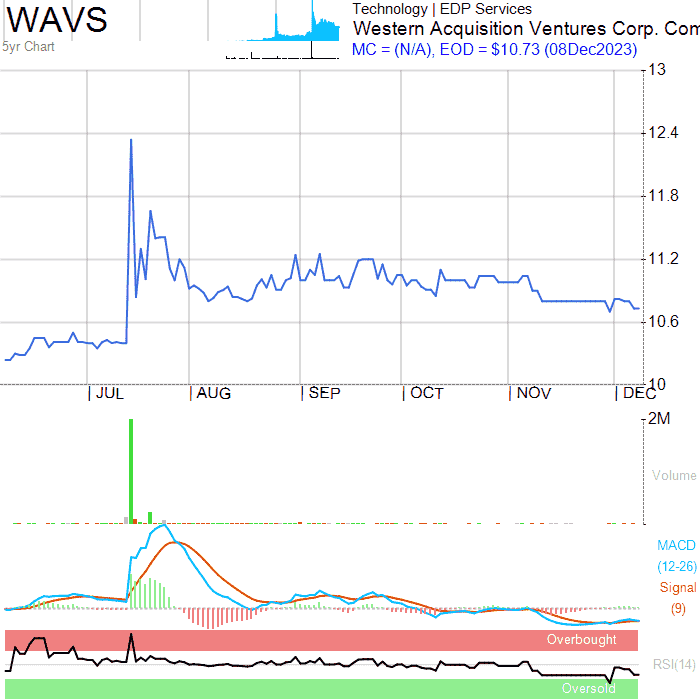 WAVS
5yr Chart
Technology | EDP Services
Western Acquisition Ventures Corp. Com
MC = (N/A), EOD = $10.73 (08Dec2023)
13
12.4
11.8
11.2
10.6
10
JUL AUG SEP OCT NOV DEC
2M
Volume
MACD
(12-26)
Signal
(9)
Overbought
RSI(14)
Oversold